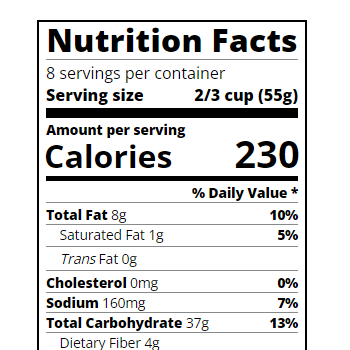 Nutrition Facts
8 servings per container
Serving size 2/3 cup (55g)
Amount per serving
Calories 230
% Daily Value *
Total Fat 8g 10%
Saturated Fat 1g 5%
Trans Fat 0g
Cholesterol 0mg 0%
Sodium 160mg 7%
Total Carbohydrate 37g 13%
Dietary Fiber 4g